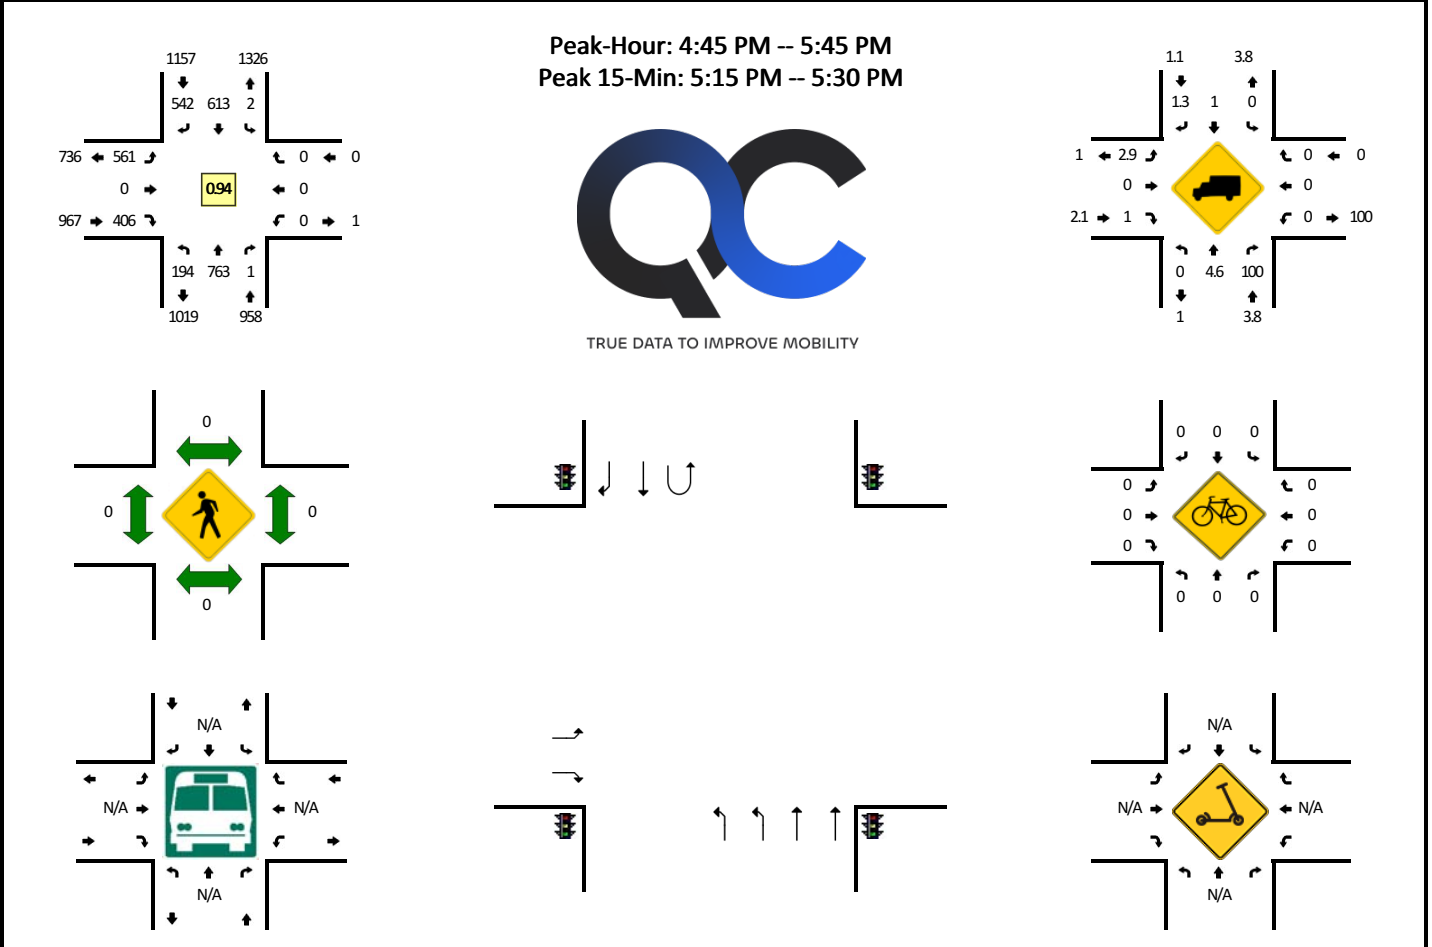 Peak-Hour: 4:45 PM -- 5:45 PM
Peak 15-Min: 5:15 PM -- 5:30 PM
1157 1326
542 613 2
736 561 0 0
0 0.94 0
967 406 0 1
194 763 1
1019 958
QC
TRUE DATA TO IMPROVE MOBILITY
1.1 3.8
1.3 1 0
1 2.9 0 0
0 0
2.1 1 0 100
0 4.6 100
1 3.8
0
0 0
0
0 0 0
0 0
0 0
0 0
0 0 0
N/A
N/A N/A
N/A
N/A
N/A N/A
N/A